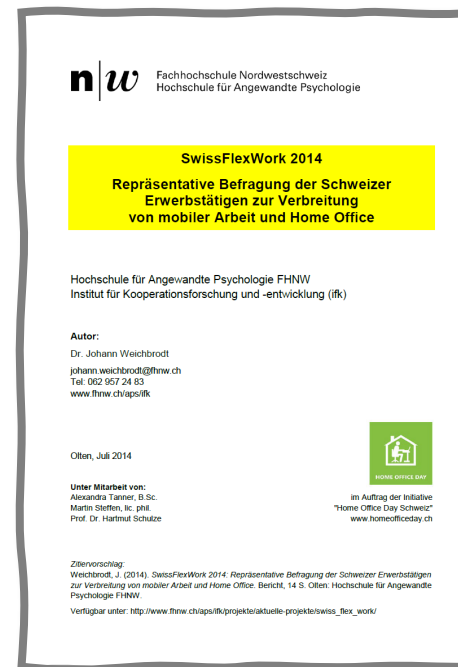 n|w Fachhochschule Nordwestschweiz
Hochschule für Angewandte Psychologie
SwissFlexWork 2014
Repräsentative Befragung der Schweizer
Erwerbstätigen zur Verbreitung
von mobiler Arbeit und Home Office
Hochschule für Angewandte Psychologie FHNW
Institut für Kooperationsforschung und -entwicklung (ifk)
Autor:
Dr. Johann Weichbrodt
johann.weichbrodt@fhnw.ch
Tel: 062 957 24 83
www.fhnw.ch/aps/ifk
Olten, Juli 2014
HOME OFFICE DAY
Unter Mitarbeit von:
Alexandra Tanner, B.Sc.
Martin Steffen, lic. phil.
Prof. Dr. Hartmut Schulze
im Auftrag der Initiative
"Home Office Day Schweiz"
www.homeofficeday.ch
Zitiervorschlag:
Weichbrodt, J. (2014). SwissFlexWork 2014: Repräsentative Befragung der Schweizer Erwerbstätigen
zur Verbreitung von mobiler Arbeit und Home Office. Bericht, 14 S. Olten: Hochschule für Angewandte
Psychologie FHNW.
Verfügbar unter: http://www.fhnw.ch/aps/ifk/projekte/aktuelle-projekte/swiss_flex_work/